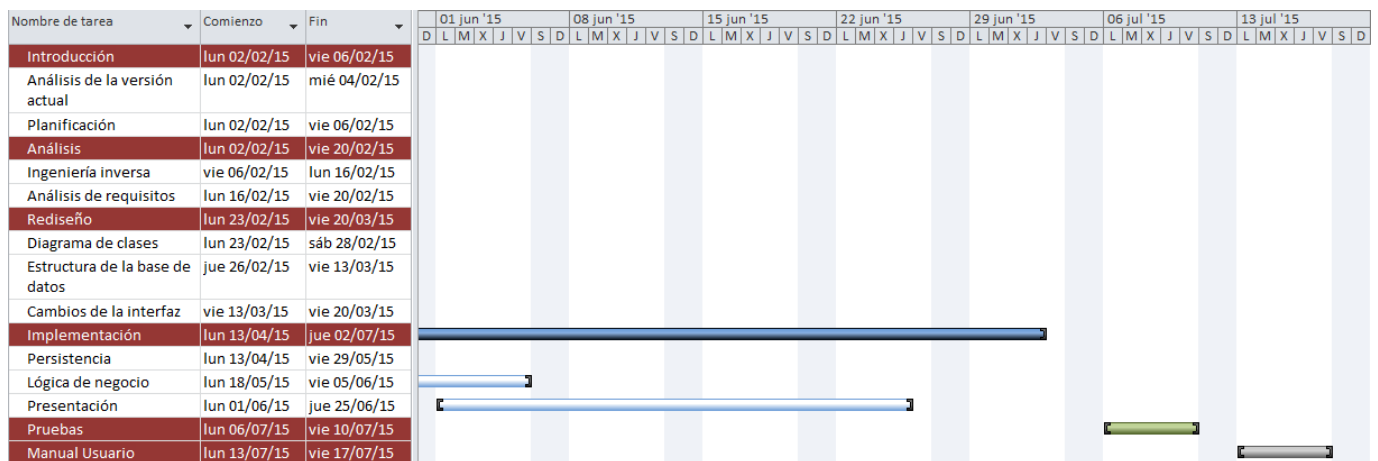 Nombre de tarea Comienzo Fin 01 jun '15 08 jun '15 15 jun '15 22 jun '15 29 jun '15 06 jul '15 13 jul '15
D L M X J V S D L M X J V S D L M X J V S D L M X J V S D L M X J V S D L M X J V S D L M X J V S D
Introducción lun 02/02/15 vie 06/02/15
Análisis de la versión lun 02/02/15 mié 04/02/15
actual
Planificación lun 02/02/15 vie 06/02/15
Análisis lun 02/02/15 vie 20/02/15
Ingeniería inversa vie 06/02/15 lun 16/02/15
Análisis de requisitos lun 16/02/15 vie 20/02/15
Rediseño lun 23/02/15 vie 20/03/15
Diagrama de clases lun 23/02/15 sáb 28/02/15
Estructura de la base de jue 26/02/15 vie 13/03/15
datos
Cambios de la interfaz vie 13/03/15 vie 20/03/15
Implementación lun 13/04/15 jue 02/07/15
Persistencia lun 13/04/15 vie 29/05/15
Lógica de negocio lun 18/05/15 vie 05/06/15
Presentación lun 01/06/15 jue 25/06/15
Pruebas lun 06/07/15 vie 10/07/15
Manual Usuario lun 13/07/15 vie 17/07/15